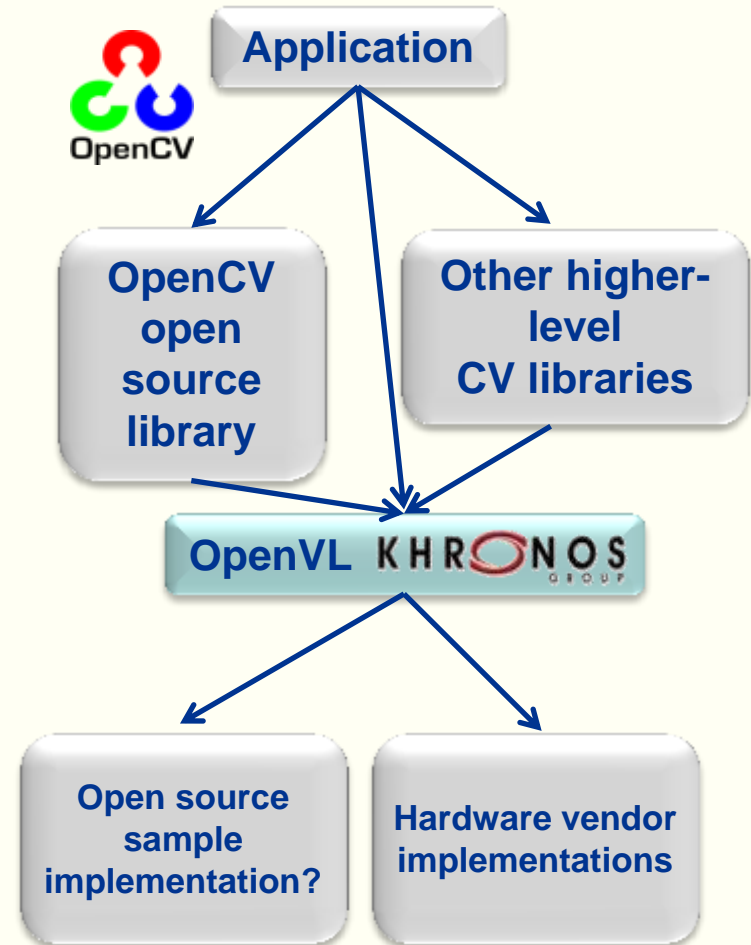 Application
OpenCV
OpenCV
open
source
library
Other higher-
level
CV libraries
OpenVL KHRONOS
GROUP
Open source
sample
implementation?
Hardware vendor
implementations